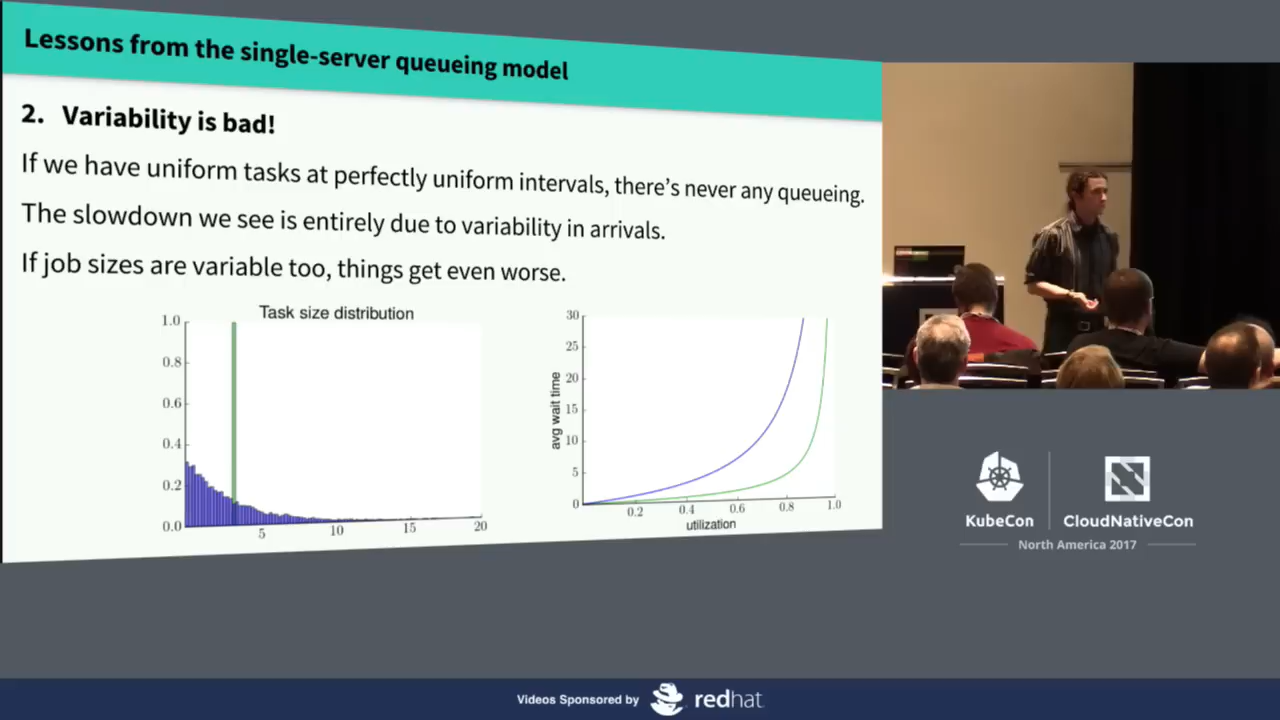 Lessons from the single-server queueing model
2. Variability is bad!
If we have uniform tasks at perfectly uniform intervals, there's never any queueing.
The slowdown we see is entirely due to variability in arrivals.
If job sizes are variable too, things get even worse.
Task size distribution
1.0
0.8
0.6
0.4
0.2
0.0
5
10
15
20
30
25
20
15
10
5
0
avg wait time
0.2
0.4
0.6
0.8
1.0
utilization
KubeCon
CloudNativeCon
North America 2017
Videos Sponsored by
redhat